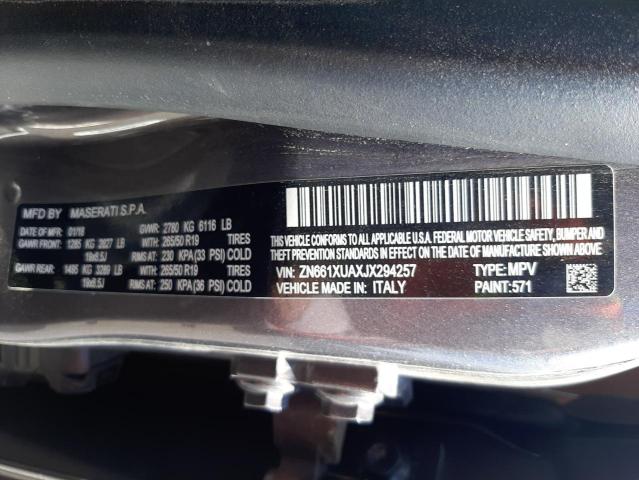 MFD BY MASERATI S.P.A.
DATE OF MFR: 01/18 GVWR: 2780 KG 6116 LB
GAWR FRONT: 1285 KG 2827 LB WITH: 265/50 R19 TIRES
19x8.5J RIMS AT: 230 KPA (33 PSI) COLD
GAWR REAR: 1495 KG 3289 LB WITH: 265/50 R19 TIRES
19x8.5J RIMS AT: 250 KPA (36 PSI) COLD
THIS VEHICLE CONFORMS TO ALL APPLICABLE U.S.A. FEDERAL MOTOR VEHICLE SAFETY, BUMPER AND
THEFT PREVENTION STANDARDS IN EFFECT ON THE DATE OF MANUFACTURE SHOWN ABOVE
VIN: ZN661XUAXJX294257 TYPE: MPV
VEHICLE MADE IN: ITALY PAINT: 571